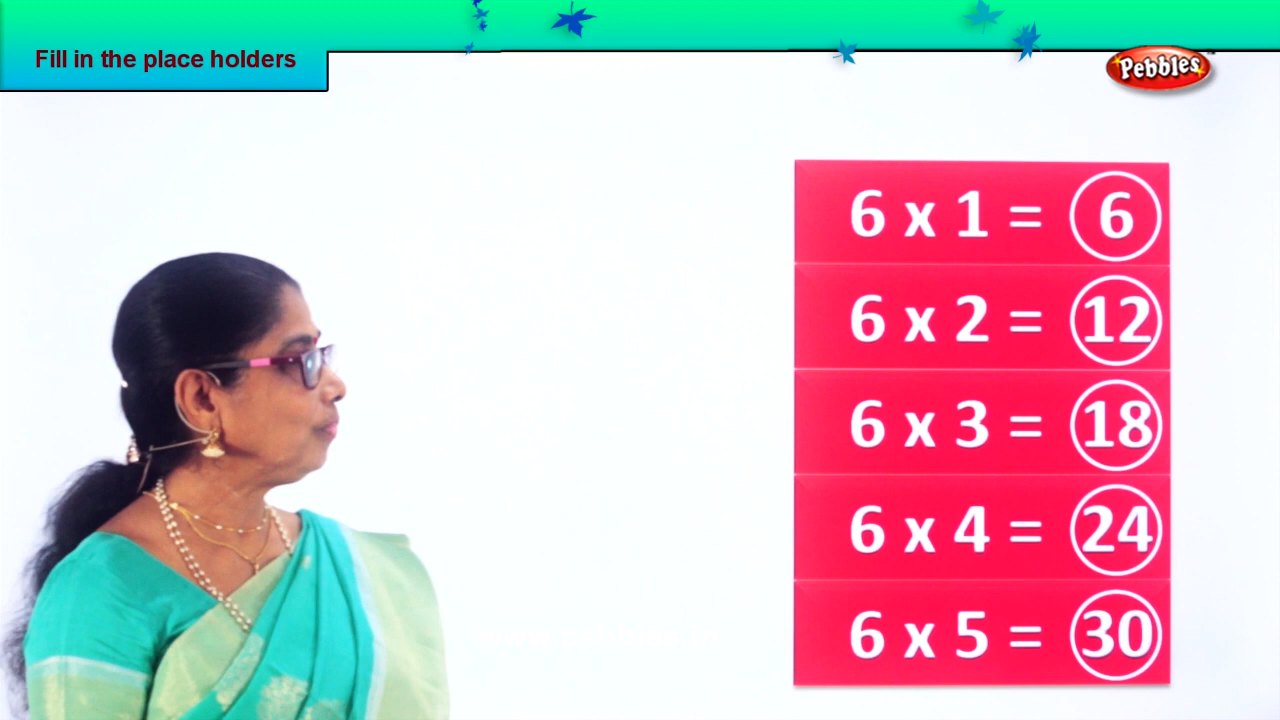 Fill in the place holders
Pebbles
6 x 1 = 6
6 x 2 = 12
6 x 3 = 18
6 x 4 = 24
6 x 5 = 30